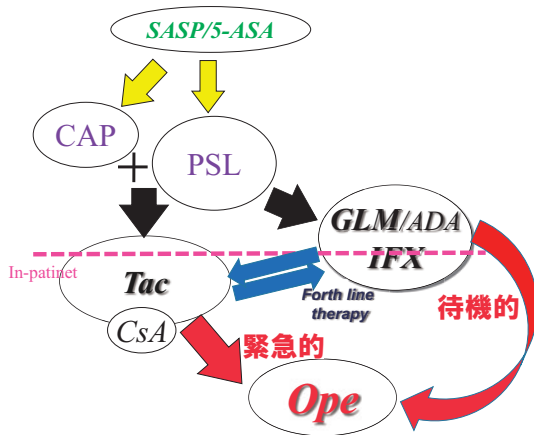 SASP/5-ASA
CAP
+
PSL
GLM/ADA
IFX
In-patinet
Tac
Forth line
therapy
待機的
CsA
緊急的
Ope